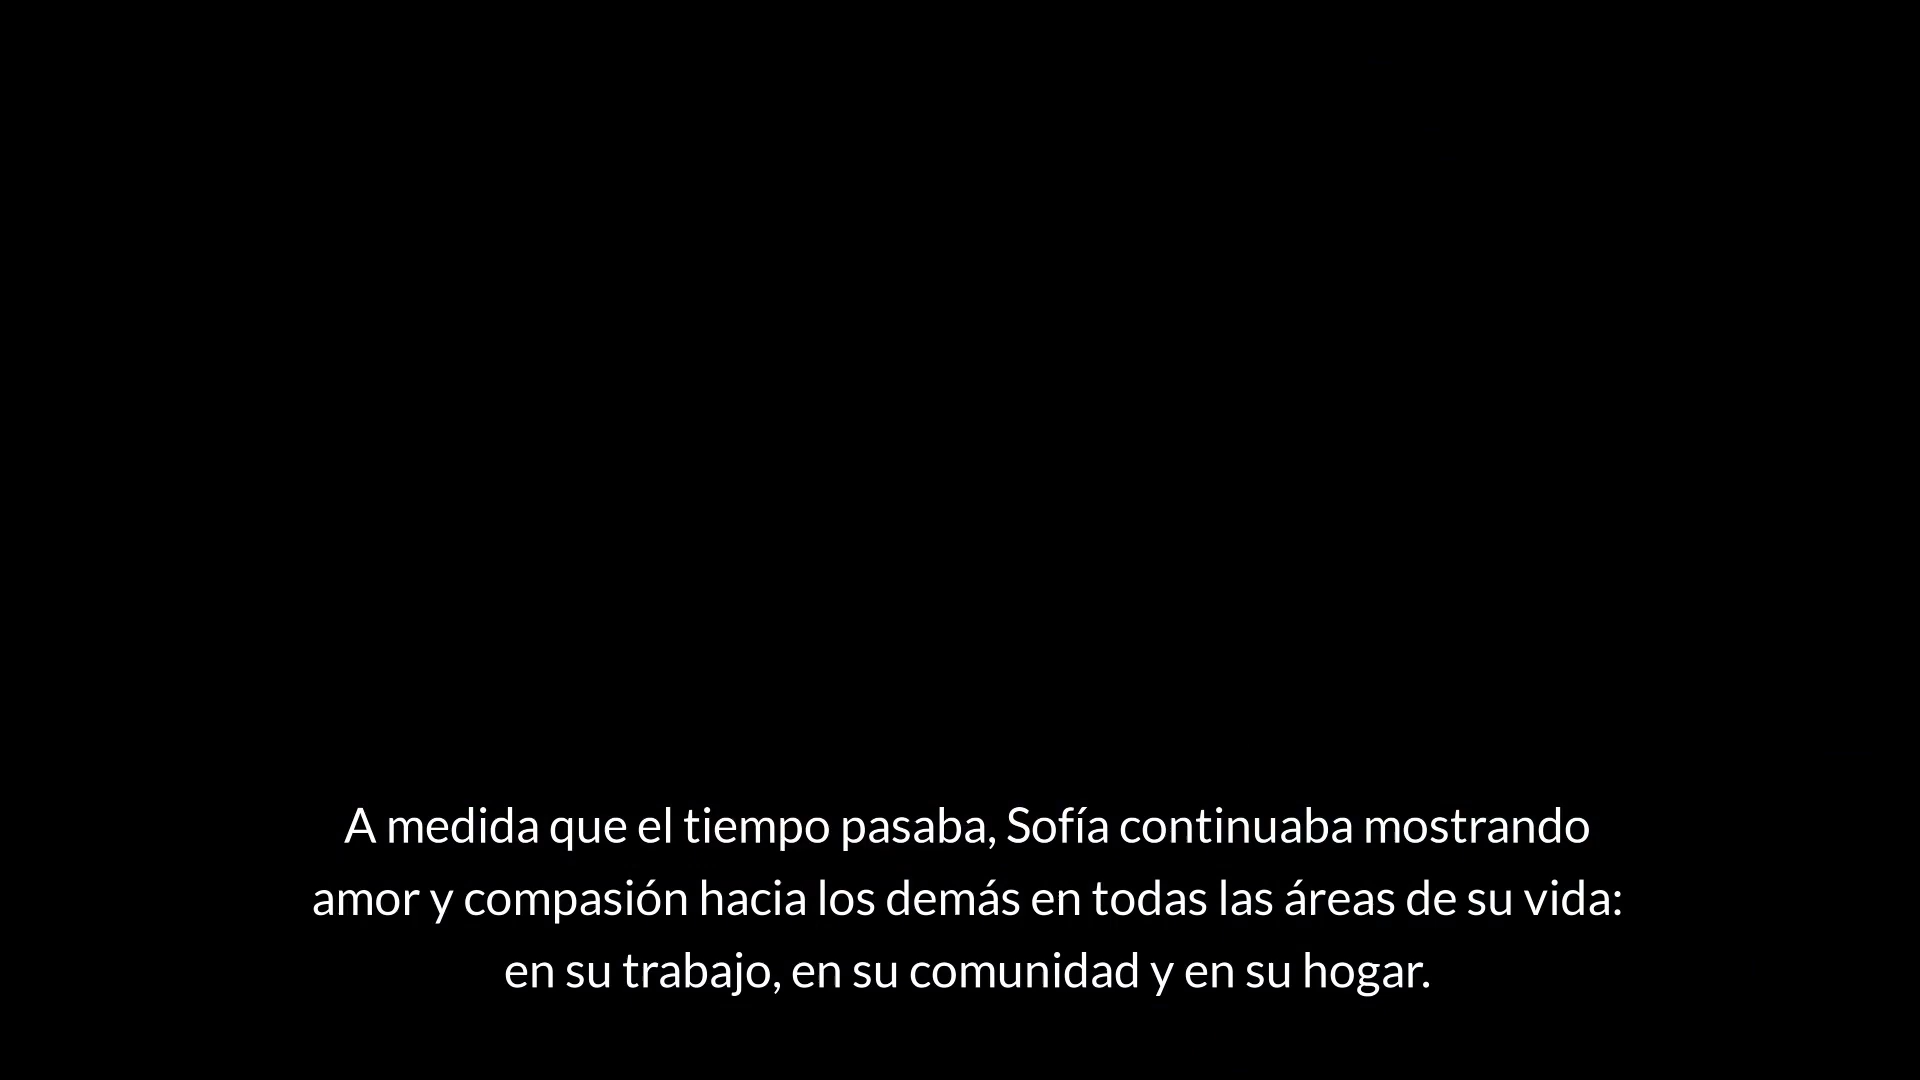 A medida que el tiempo pasaba, Sofía continuaba mostrando
amor y compasión hacia los demás en todas las áreas de su vida:
en su trabajo, en su comunidad y en su hogar.